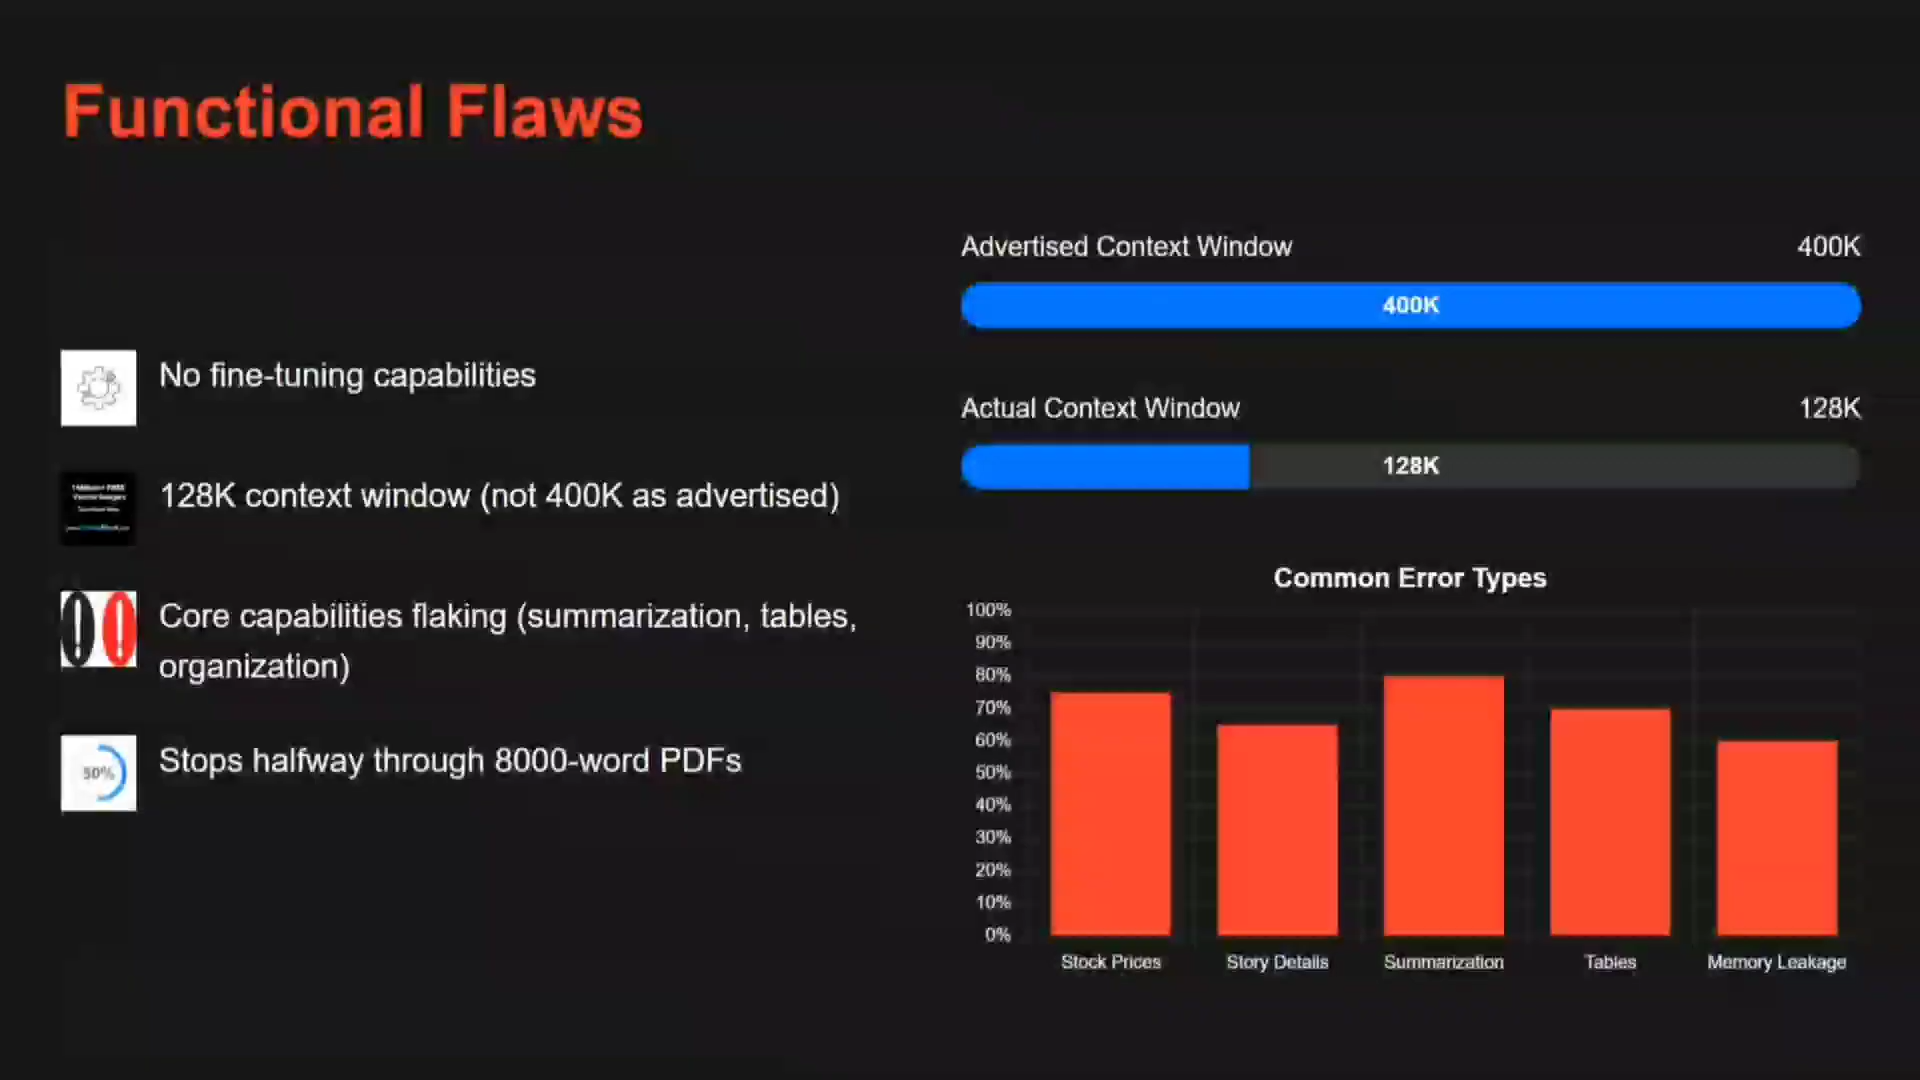 Functional Flaws
No fine-tuning capabilities
128K context window (not 400K as advertised)
Core capabilities flaking (summarization, tables,
organization)
50%
Stops halfway through 8000-word PDFs
Advertised Context Window 400K
400K
Actual Context Window 128K
128K
Common Error Types
100%
90%
80%
70%
60%
50%
40%
30%
20%
10%
0%
Stock Prices Story Details Summarization Tables Memory Leakage